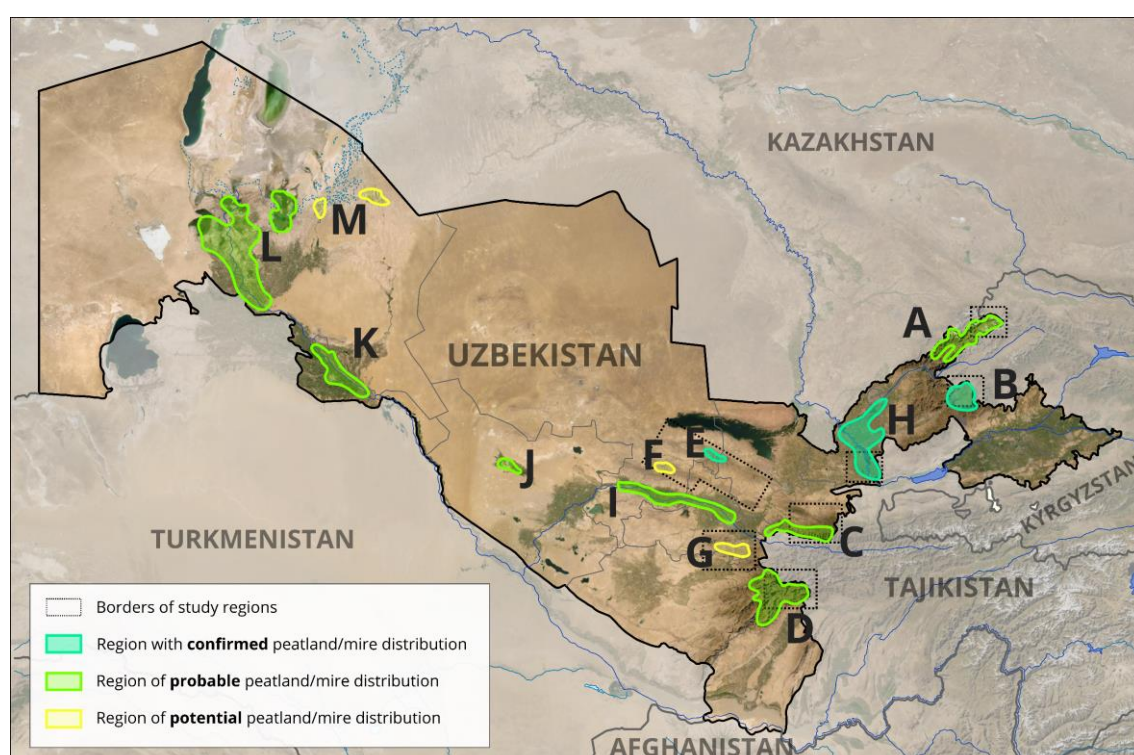 KAZAKHSTAN
M
L
A
UZBEKISTAN
K
B
H
E
F
J
I
KYRGYZSTAN
TURKMENISTAN
G
C
TAJIKISTAN
D
Borders of study regions
Region with confirmed peatland/mire distribution
Region of probable peatland/mire distribution
Region of potential peatland/mire distribution
AFGHANISTAN